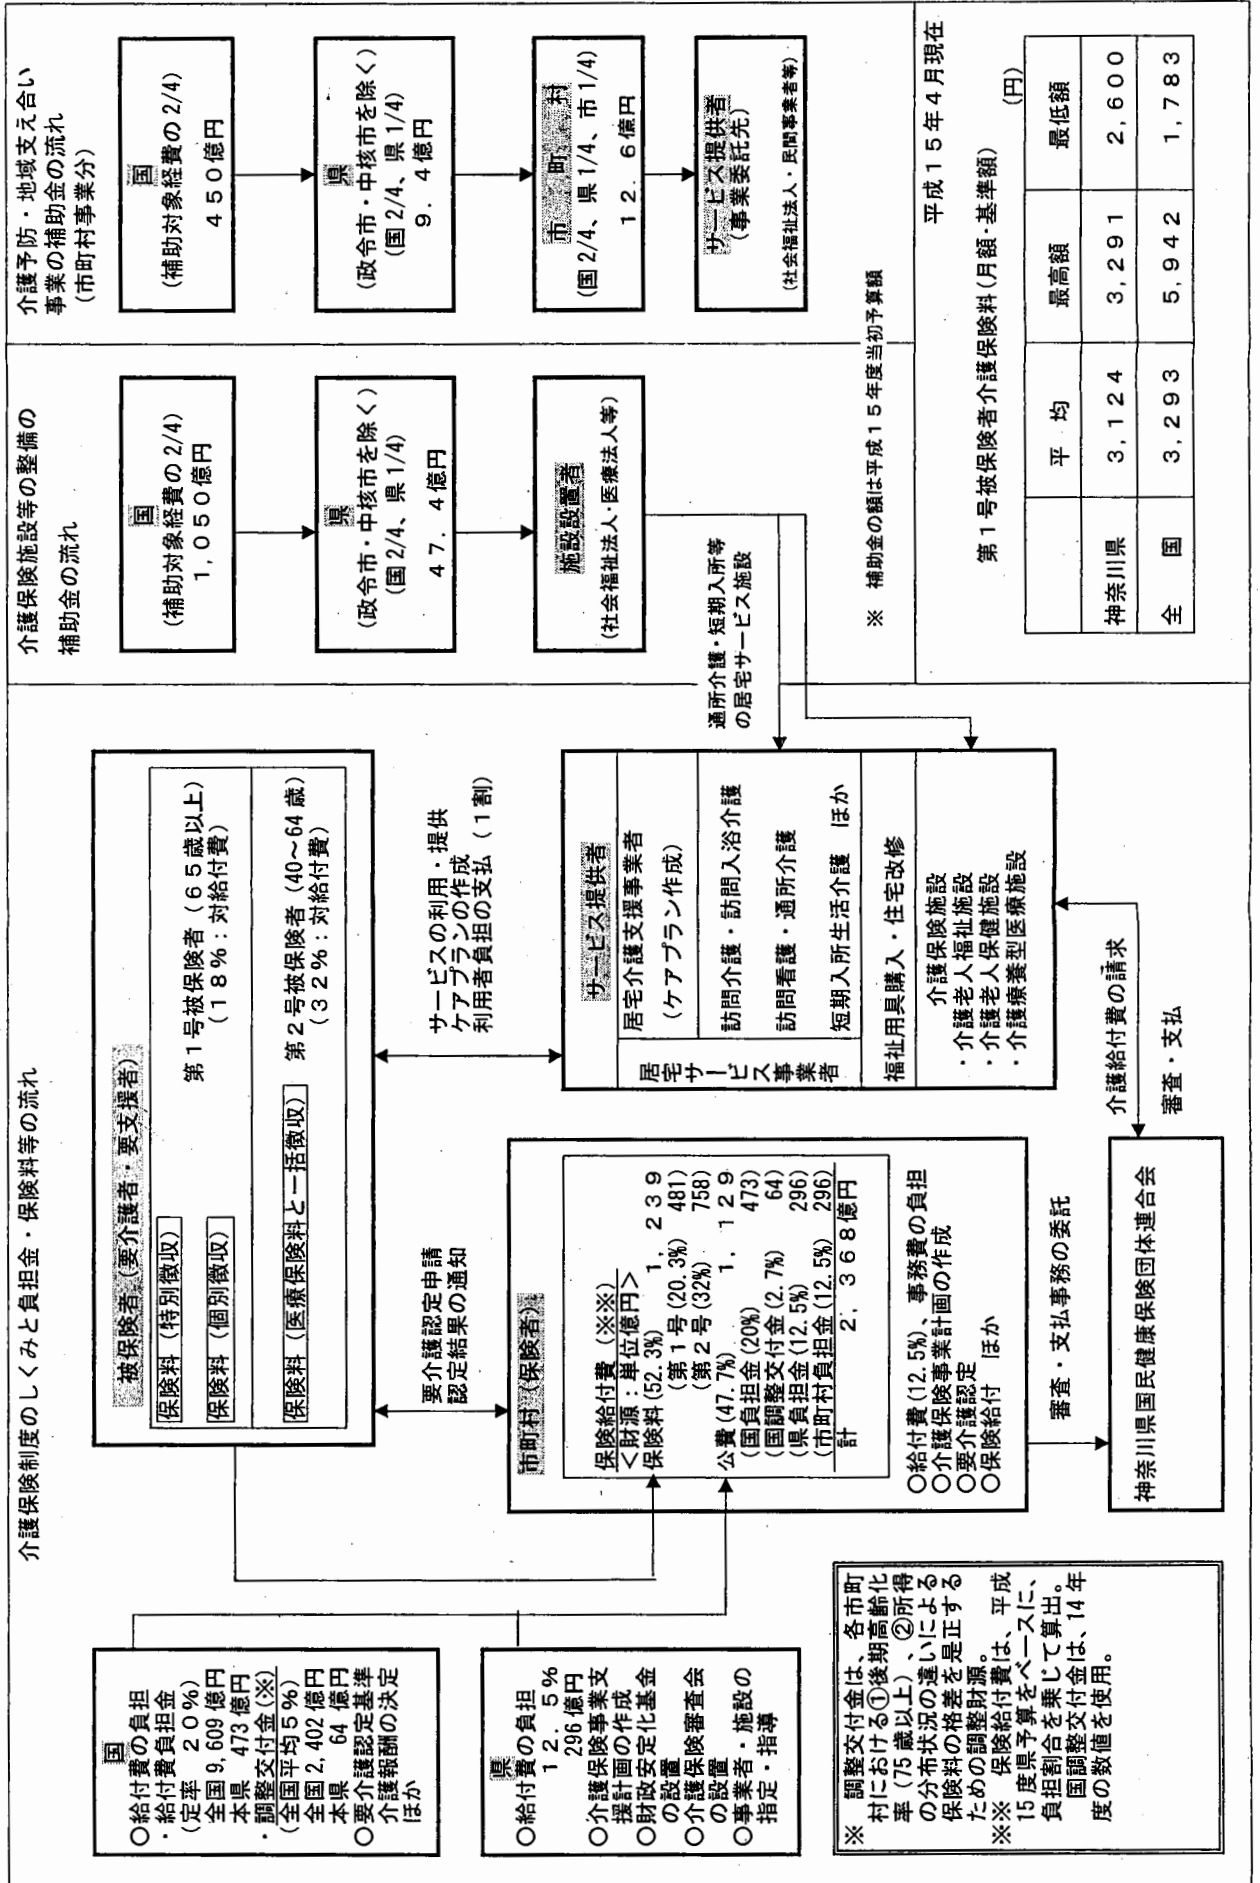 介護保険制度のしくみと負担金・保険料等の流れ
国
○給付費の負担
・給付費負担金
(定率 20%)
全国9,609億円
本県 473億円
・調整交付金(※)
(全国平均5%)
全国2,402億円
本県 64億円
○要介護認定基準
介護報酬の決定
ほか
県
○給付費の負担
12.5%
296億円
○介護保険事業支
援計画の作成
○財政安定化基金
の設置
○介護保険審査会
の設置
○事業者・施設の
指定・指導
※ 調整交付金は、各市町
村における①後期高齢化
率(75歳以上)、②所得
の分布状況の違いによる
保険料の格差を是正する
ための調整財源。
※※ 保険給付費は、平成
15度県予算をベースに、
負担割合を乗じて算出。
国調整交付金は、14年
度の数値を使用。
被保険者(要介護者・要支援者)
保険料(特別徴収)
保険料(個別徴収)
第1号被保険者(65歳以上)
(18%:対給付費)
保険料(医療保険料と一括徴収)
第2号被保険者(40~64歳)
(32%:対給付費)
要介護認定申請
認定結果の通知
サービスの利用・提供
ケアプランの作成
利用者負担の支払(1割)
市町村(保険者)
保険給付費(※※)
<財源:単位億円>
保険料(52.3%) 1,239
(第1号(20.3%) 481)
(第2号(32%) 758)
公費(47.7%) 1,129
(国負担金(20%) 473)
(国調整交付金(2.7%) 64)
(県負担金(12.5%) 296)
(市町村負担金(12.5%) 296)
計 2,368億円
○給付費(12.5%)、事務費の負担
○介護保険事業計画の作成
○要介護認定
○保険給付 ほか
審査・支払事務の委託
神奈川県国民健康保険団体連合会
サービス提供者
居宅サービス事業者
居宅介護支援事業者
(ケアプラン作成)
訪問介護・訪問入浴介護
訪問看護・通所介護
短期入所生活介護 ほか
福祉用具購入・住宅改修
介護保険施設
・介護老人福祉施設
・介護老人保健施設
・介護療養型医療施設
介護給付費の請求
審査・支払
通所介護・短期入所等
の居宅サービス施設
介護保険施設等の整備の
補助金の流れ
国
(補助対象経費の2/4)
1,050億円
県
(政令市・中核市を除く)
(国2/4、県1/4)
47.4億円
施設設置者
(社会福祉法人・医療法人等)
介護予防・地域支え合い
事業の補助金の流れ
(市町村事業分)
国
(補助対象経費の2/4)
450億円
県
(政令市・中核市を除く)
(国2/4、県1/4)
9.4億円
市町村
(国2/4、県1/4、市1/4)
12.6億円
サービス提供者
(事業委託先)
(社会福祉法人・民間事業者等)
※ 補助金の額は平成15年度当初予算額
平成15年4月現在
第1号被保険者介護保険料(月額・基準額)
(円)
平均 最高額 最低額
神奈川県 3,124 3,291 2,600
全国 3,293 5,942 1,783